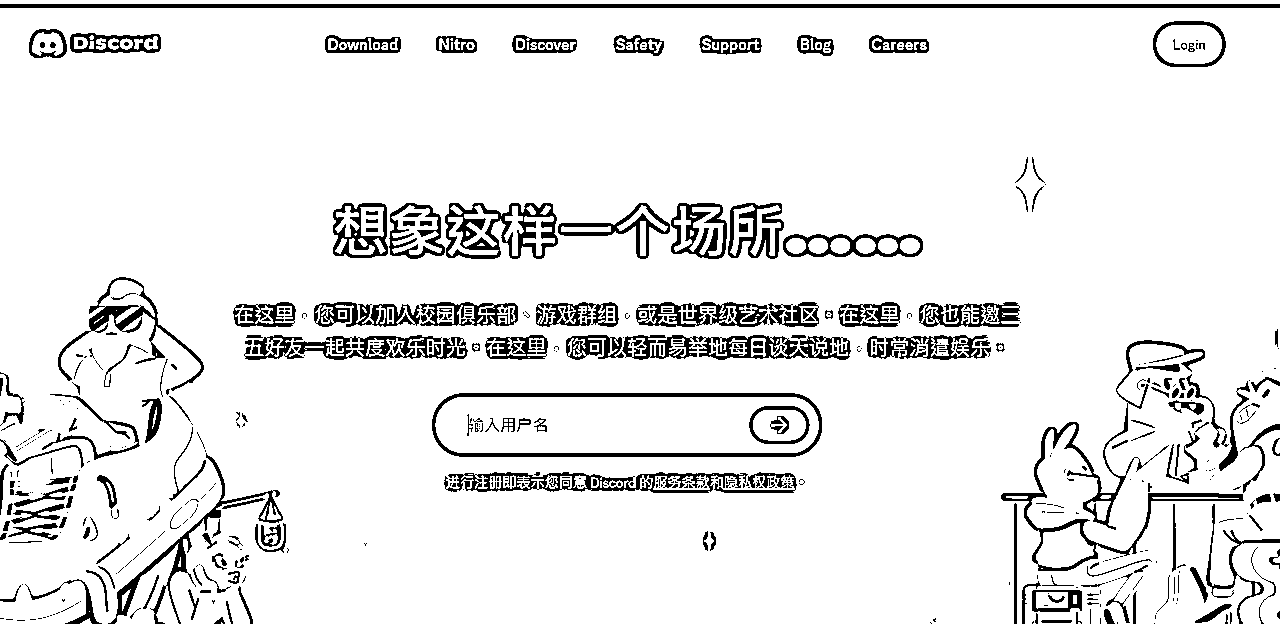 Discord
Download Nitro Discover Safety Support Blog Careers
Login
想象这样一个场所......
在这里，您可以加入校园俱乐部、游戏群组，或是世界级艺术社区。在这里，您也能邀三
五好友一起共度欢乐时光。在这里，您可以轻而易举地每日谈天说地，时常消遣娱乐。
输入用户名
进行注册即表示您同意 Discord 的服务条款和隐私权政策。